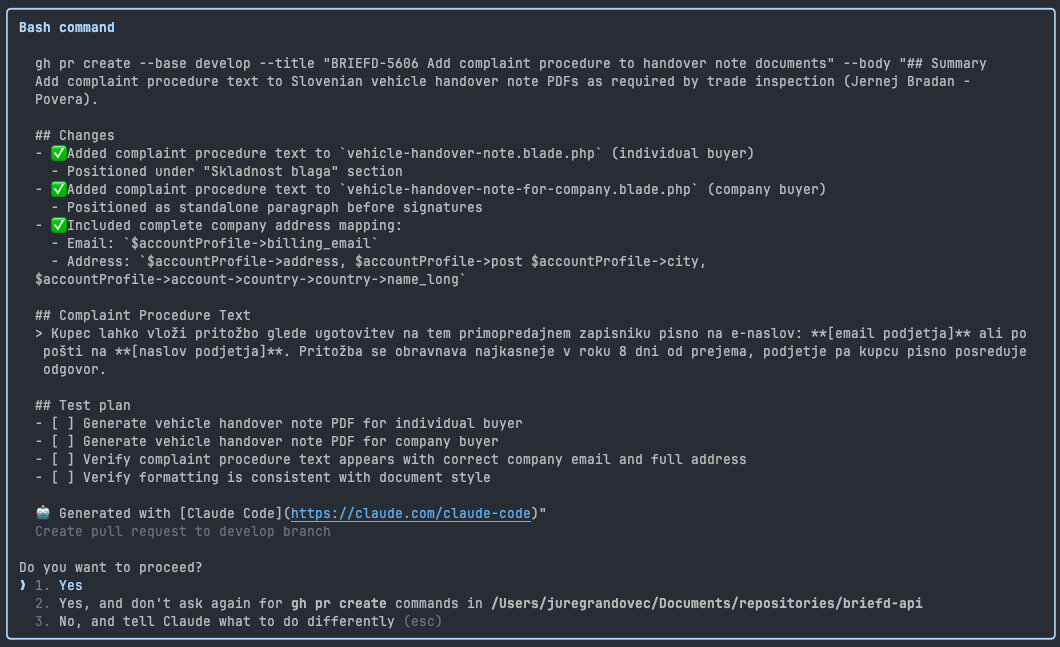 Bash command
gh pr create --base develop --title "BRIEFD-5606 Add complaint procedure to handover note documents" --body "## Summary
Add complaint procedure text to Slovenian vehicle handover note PDFs as required by trade inspection (Jernej Bradan -
Povera).
## Changes
- ✅Added complaint procedure text to `vehicle-handover-note.blade.php` (individual buyer)
- Positioned under "Skladnost blaga" section
- ✅Added complaint procedure text to `vehicle-handover-note-for-company.blade.php` (company buyer)
- Positioned as standalone paragraph before signatures
- ✅Included complete company address mapping:
- Email: `$accountProfile->billing_email`
- Address: `$accountProfile->address, $accountProfile->post $accountProfile->city,
$accountProfile->account->country->country->name_long`
## Complaint Procedure Text
> Kupec lahko vloži pritožbo glede ugotovitev na tem primopredajnem zapisniku pisno na e-naslov: **[email podjetja]** ali po
pošti na **[naslov podjetja]**. Pritožba se obravnava najkasneje v roku 8 dni od prejema, podjetje pa kupcu pisno posreduje
odgovor.
## Test plan
- [ ] Generate vehicle handover note PDF for individual buyer
- [ ] Generate vehicle handover note PDF for company buyer
- [ ] Verify complaint procedure text appears with correct company email and full address
- [ ] Verify formatting is consistent with document style
🤖 Generated with [Claude Code](https://claude.com/claude-code)"
Create pull request to develop branch
Do you want to proceed?
❯ 1. Yes
2. Yes, and don't ask again for gh pr create commands in /Users/juregrandovec/Documents/repositories/briefd-api
3. No, and tell Claude what to do differently (esc)